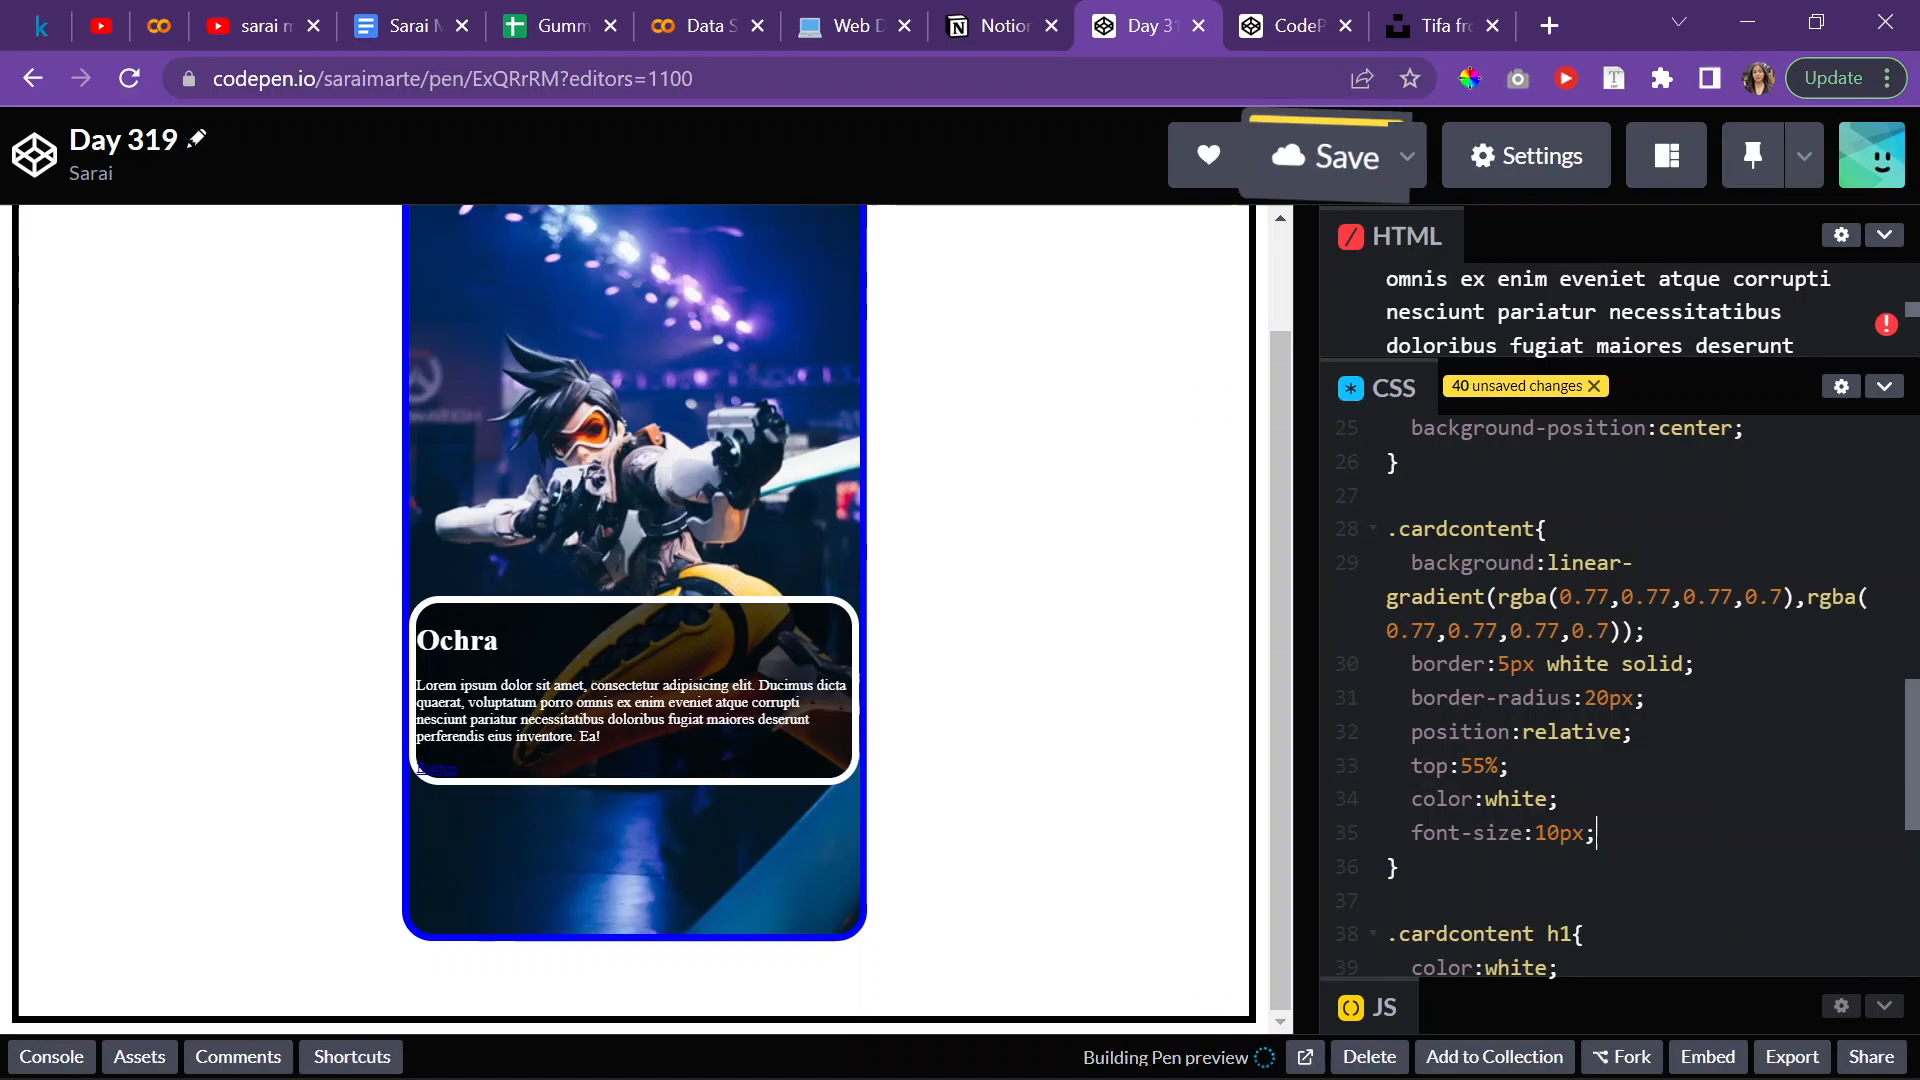 sarai m
Sarai M
Gumm
Data S
Web D
Notion
Day 31
CodeP
Tifa fro
codepen.io/saraimarte/pen/ExQRrRM?editors=1100
Update
Day 319
Sarai
Save
Settings
HTML
omnis ex enim eveniet atque corrupti
nesciunt pariatur necessitatibus
doloribus fugiat maiores deserunt
CSS
40 unsaved changes
25 background-position:center;
26 }
27
28 .cardcontent{
29 background:linear-
gradient(rgba(0.77,0.77,0.77,0.7),rgba(
0.77,0.77,0.77,0.7));
30 border:5px white solid;
31 border-radius:20px;
32 position:relative;
33 top:55%;
34 color:white;
35 font-size:10px;
36 }
37
38 .cardcontent h1{
39 color:white;
JS
Ochra
Lorem ipsum dolor sit amet, consectetur adipisicing elit. Ducimus dicta
quaerat, voluptatum porro omnis ex enim eveniet atque corrupti
nesciunt pariatur necessitatibus doloribus fugiat maiores deserunt
perferendis eius inventore. Ea!
Console
Assets
Comments
Shortcuts
Building Pen preview
Delete
Add to Collection
Fork
Embed
Export
Share